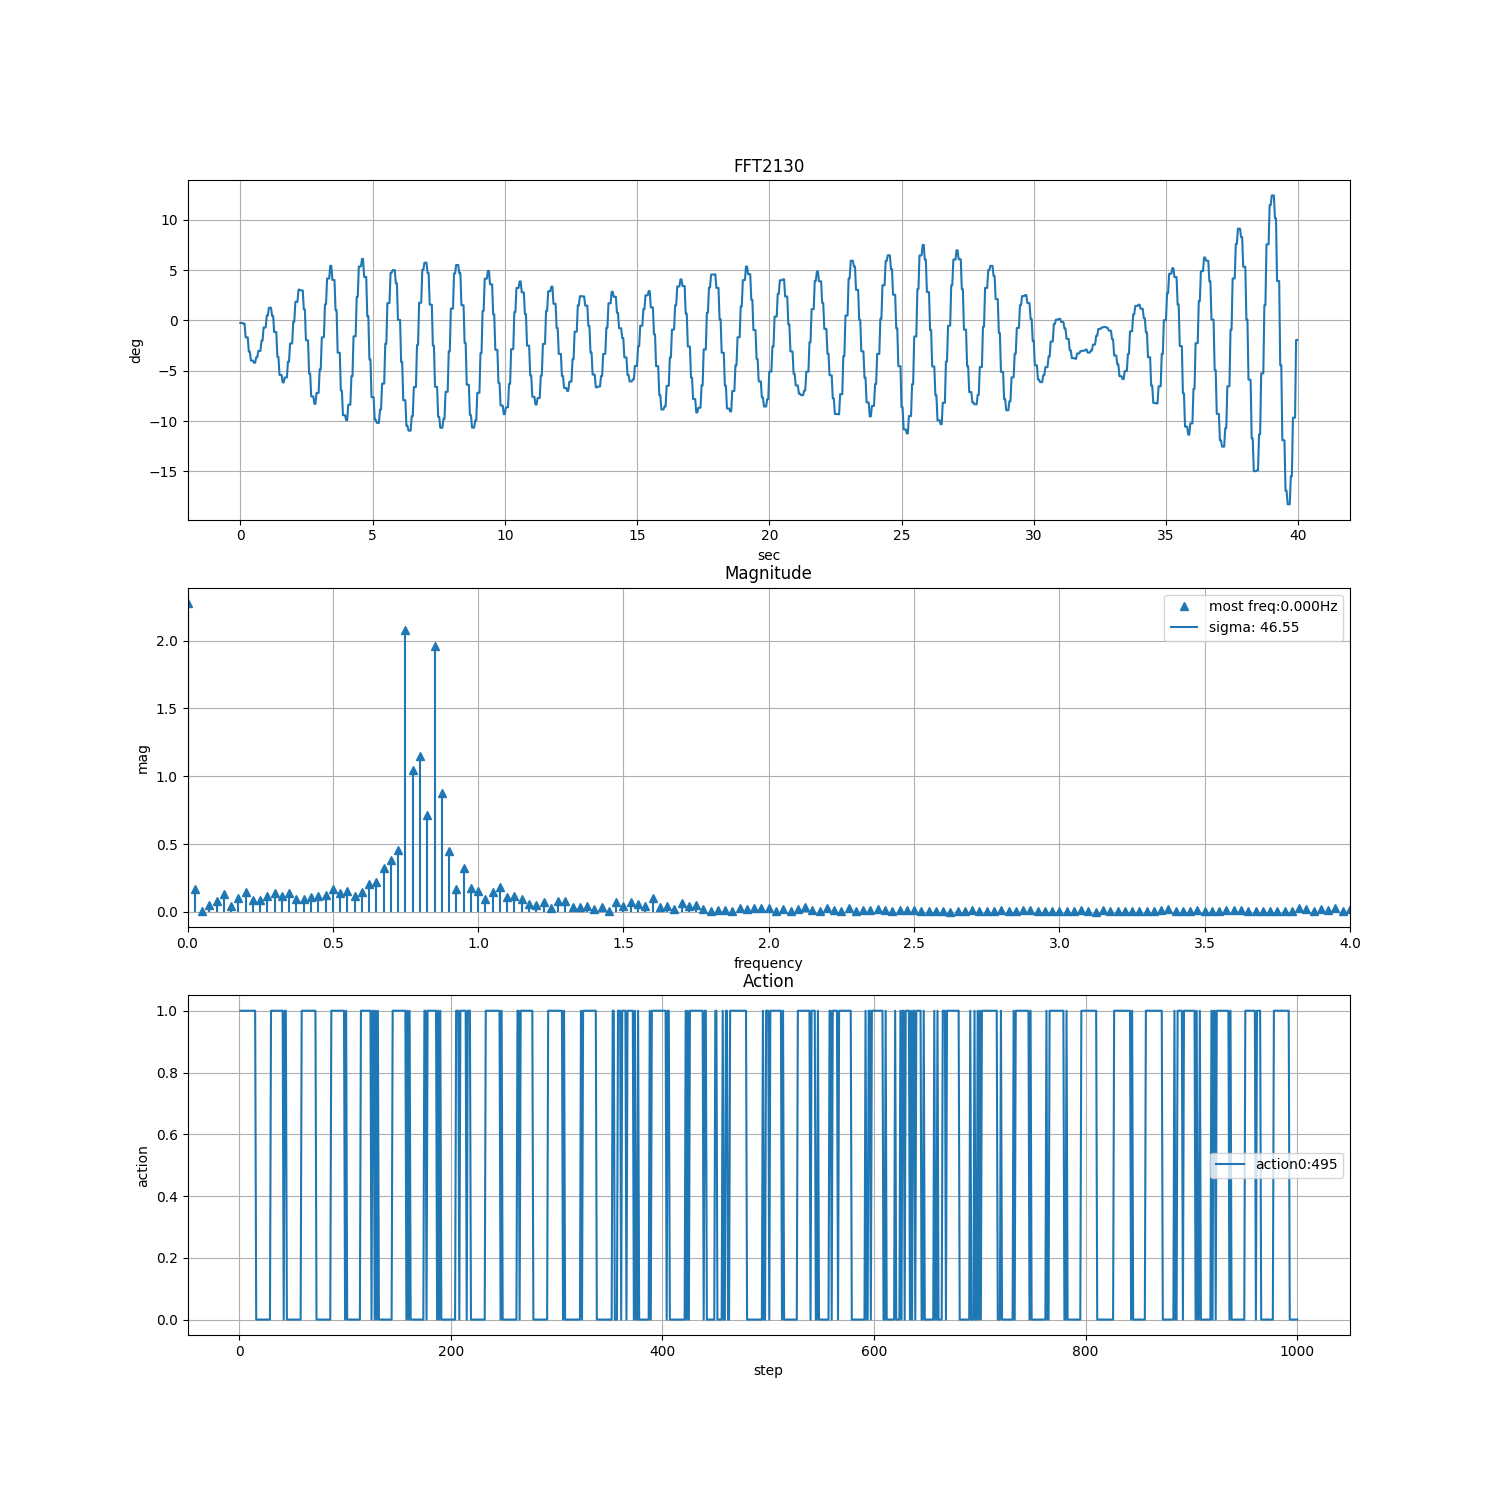 FFT2130
10
5
0
−5
−10
−15
deg
0 5 10 15 20 25 30 35 40
sec
Magnitude
most freq:0.000Hz
sigma: 46.55
2.0
1.5
1.0
0.5
0.0
mag
0.0 0.5 1.0 1.5 2.0 2.5 3.0 3.5 4.0
frequency
Action
1.0
0.8
0.6
0.4
0.2
0.0
action
action0:495
0 200 400 600 800 1000
step